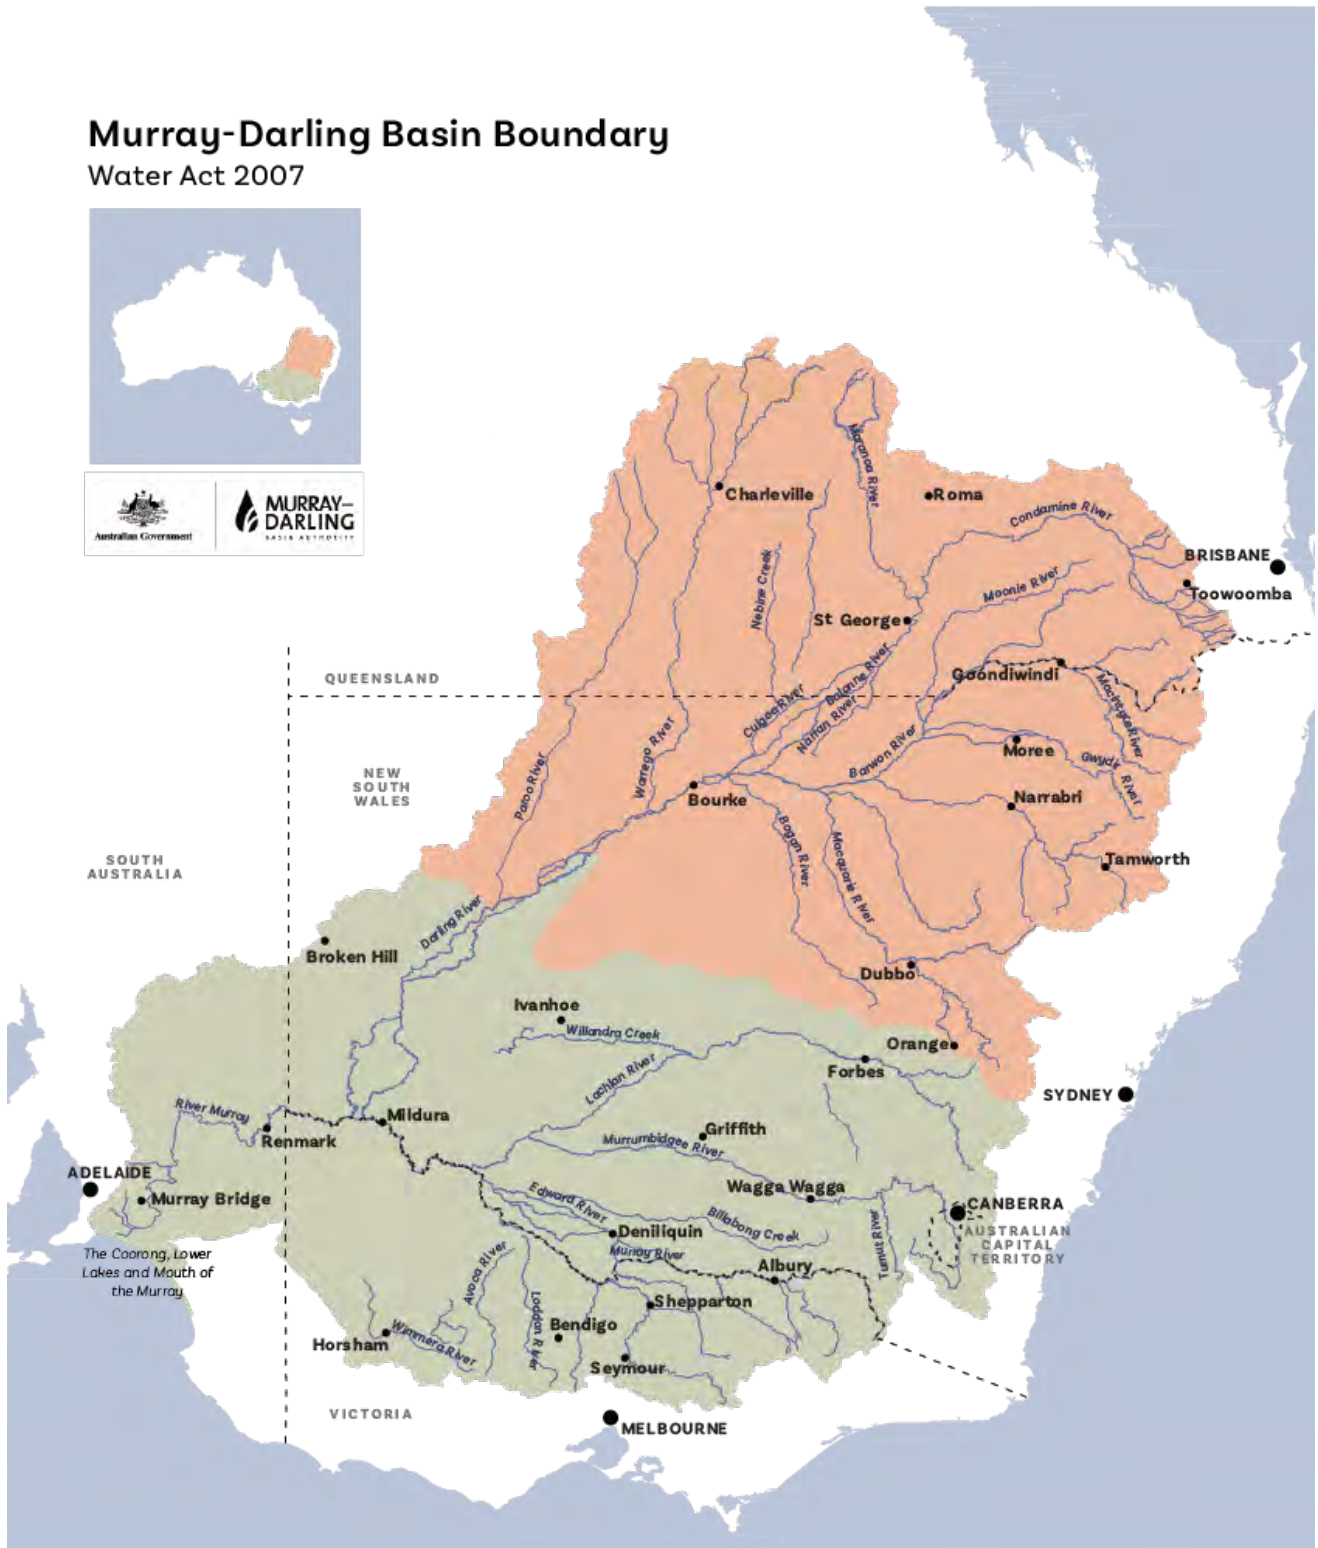 Murray-Darling Basin Boundary
Water Act 2007
Australian Government
MURRAY–
DARLING
BASIN AUTHORITY
Charleville
Maranoa River
Roma
Condamine River
BRISBANE
Toowoomba
Nebine Creek
Moonie River
St George
QUEENSLAND
Goondiwindi
Culgoa River
Balonne River
Narran River
Macintyre River
NEW
SOUTH
WALES
Paroo River
Warrego River
Barwon River
Moree
Gwydir River
Bourke
Narrabri
SOUTH
AUSTRALIA
Bogan River
Macquarie River
Tamworth
Darling River
Broken Hill
Dubbo
Ivanhoe
Willandra Creek
Orange
Lachlan River
Forbes
SYDNEY
River Murray
Mildura
Renmark
Griffith
Murrumbidgee River
ADELAIDE
Murray Bridge
Wagga Wagga
Edward River
CANBERRA
Billabong Creek
Deniliquin
Tumut River
AUSTRALIAN
CAPITAL
TERRITORY
The Coorong, Lower
Lakes and Mouth of
the Murray
Murray River
Avoca River
Albury
Loddon River
Shepparton
Bendigo
Horsham
Wimmera River
Seymour
VICTORIA
MELBOURNE